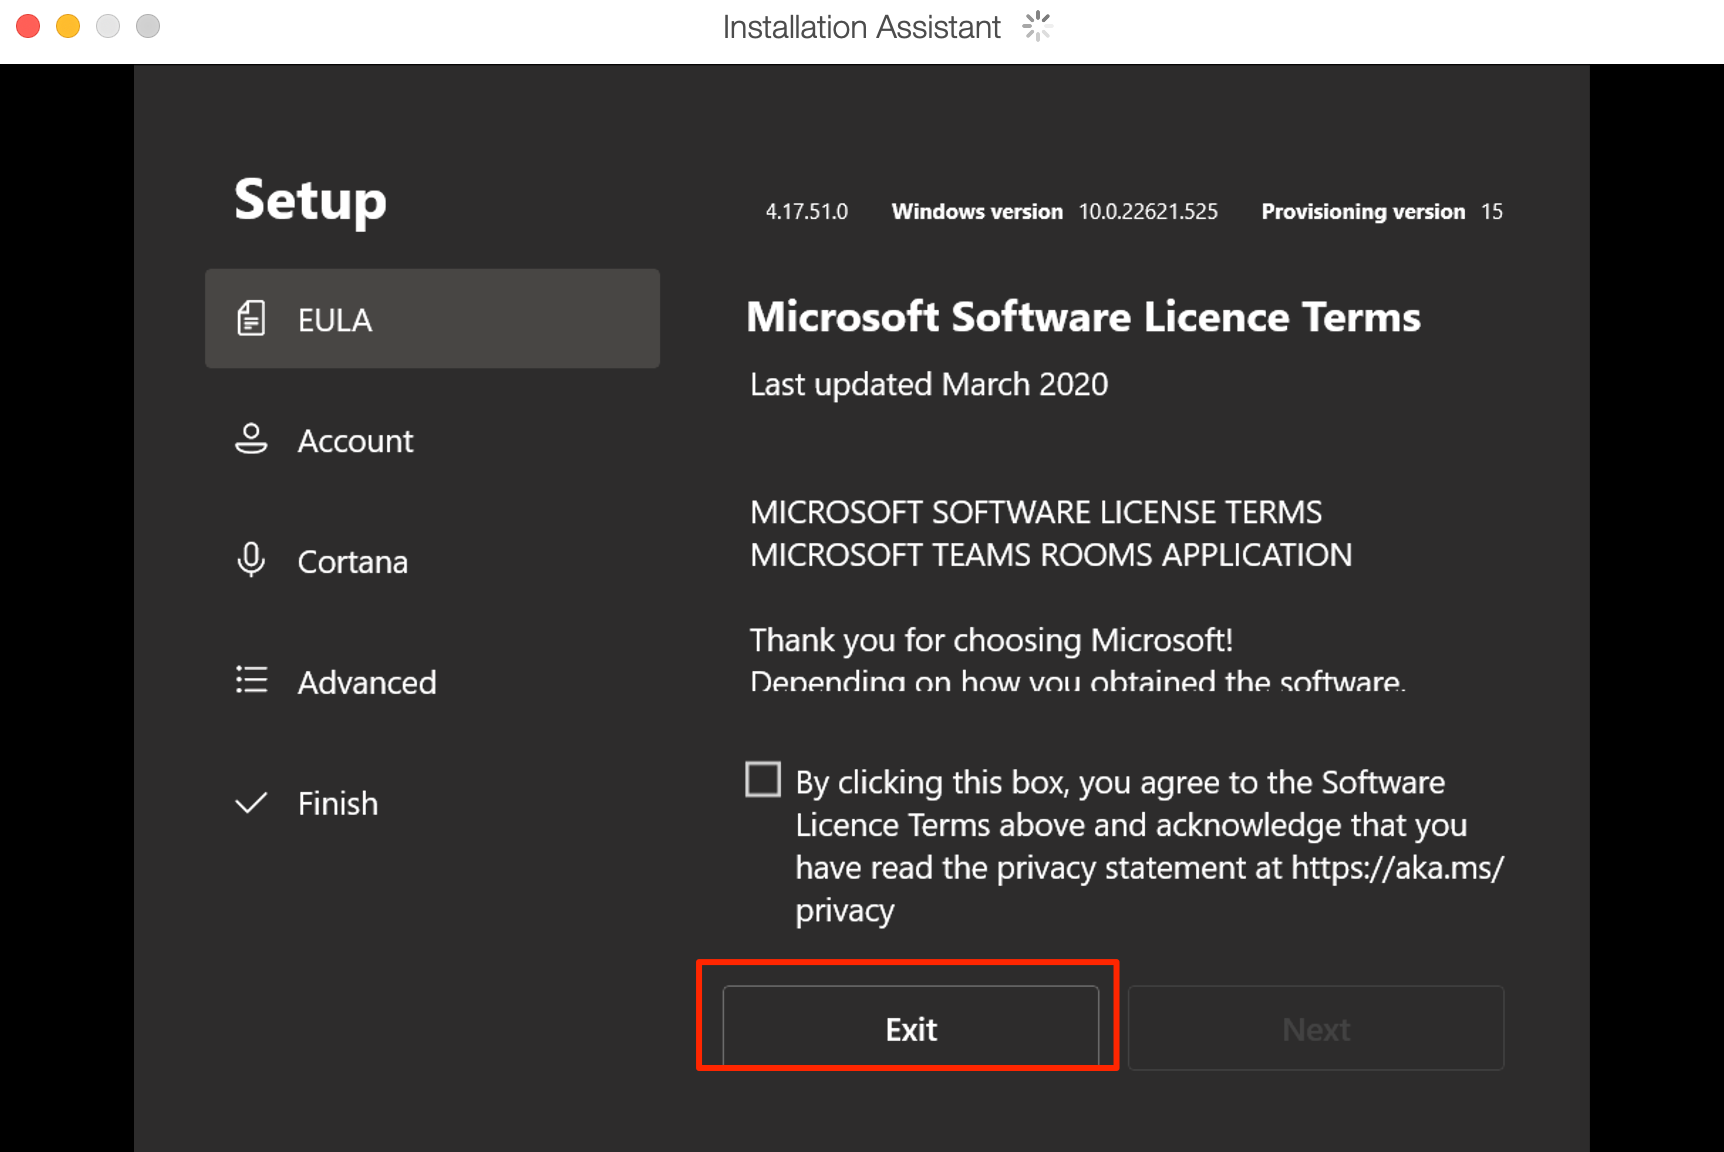 Installation Assistant
Setup
4.17.51.0 Windows version 10.0.22621.525 Provisioning version 15
EULA
Account
Cortana
Advanced
Finish
Microsoft Software Licence Terms
Last updated March 2020
MICROSOFT SOFTWARE LICENSE TERMS
MICROSOFT TEAMS ROOMS APPLICATION
Thank you for choosing Microsoft!
Depending on how you obtained the software,
By clicking this box, you agree to the Software
Licence Terms above and acknowledge that you
have read the privacy statement at https://aka.ms/
privacy
Exit
Next